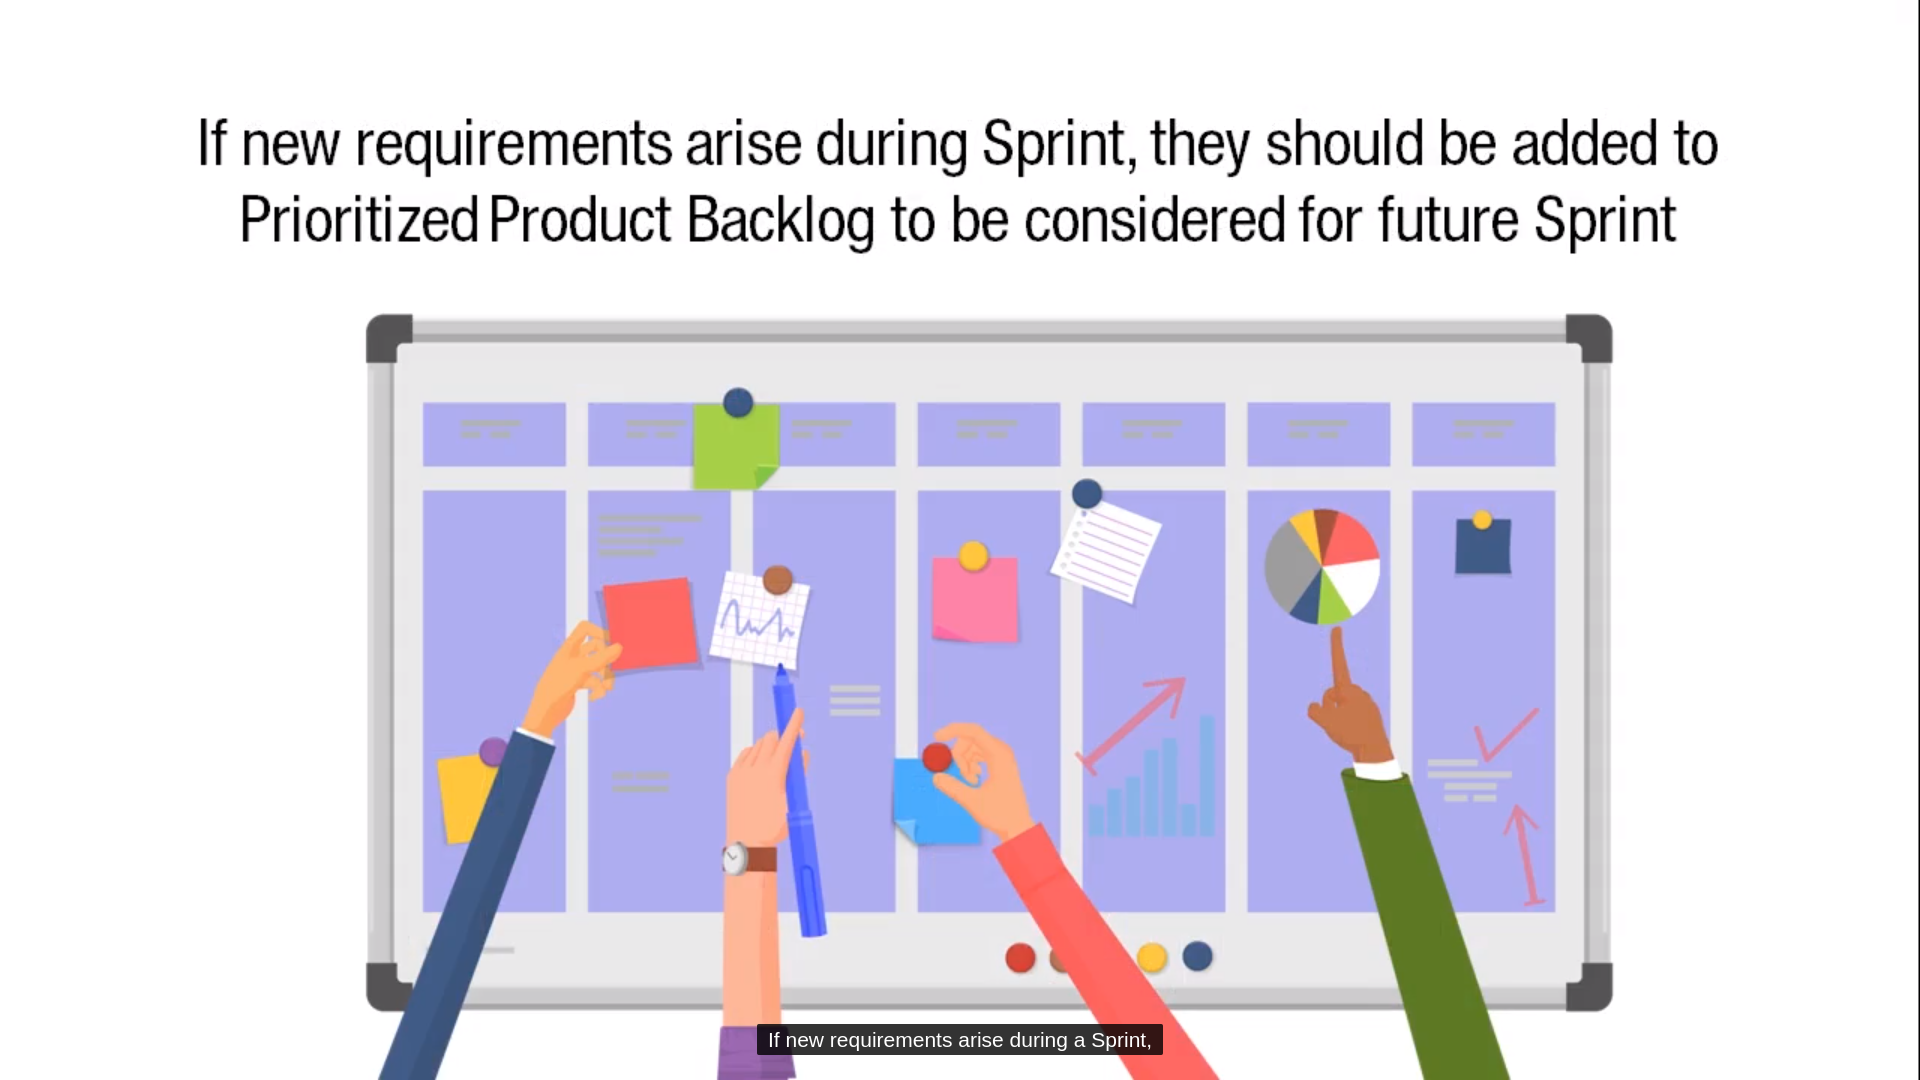 If new requirements arise during Sprint, they should be added to
Prioritized Product Backlog to be considered for future Sprint
If new requirements arise during a Sprint,